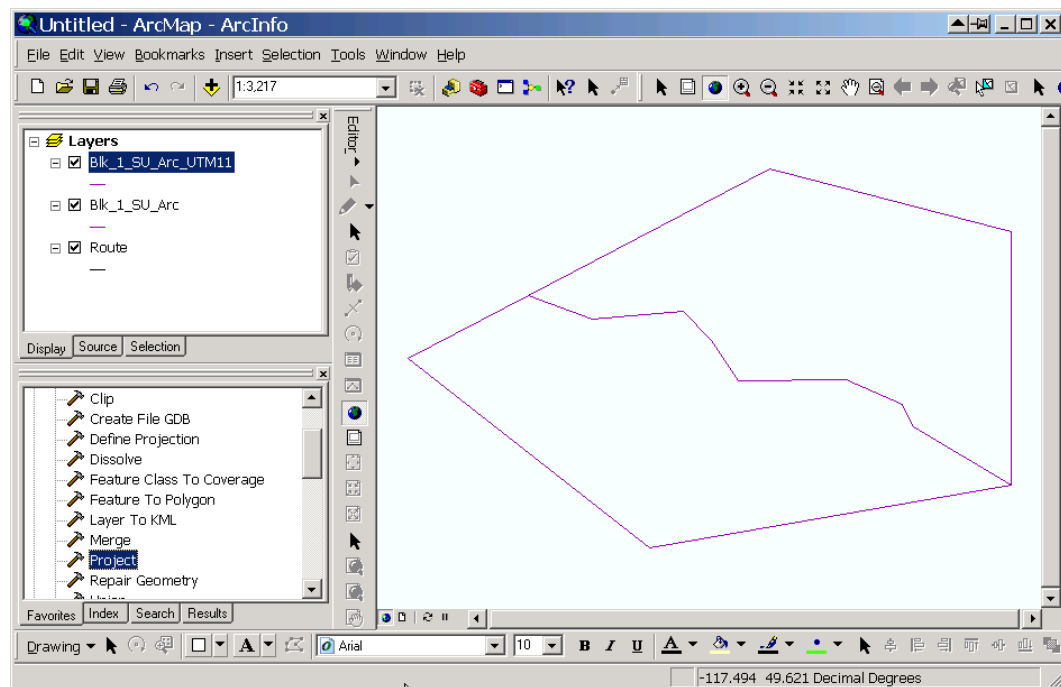 Untitled - ArcMap - ArcInfo
File Edit View Bookmarks Insert Selection Tools Window Help
1:3,217
Editor
Layers
Blk_1_SU_Arc_UTM11
Blk_1_SU_Arc
Route
Display Source Selection
Clip
Create File GDB
Define Projection
Dissolve
Feature Class To Coverage
Feature To Polygon
Layer To KML
Merge
Project
Repair Geometry
Union
Favorites Index Search Results
Drawing A Arial 10 B I U A
-117.494 49.621 Decimal Degrees